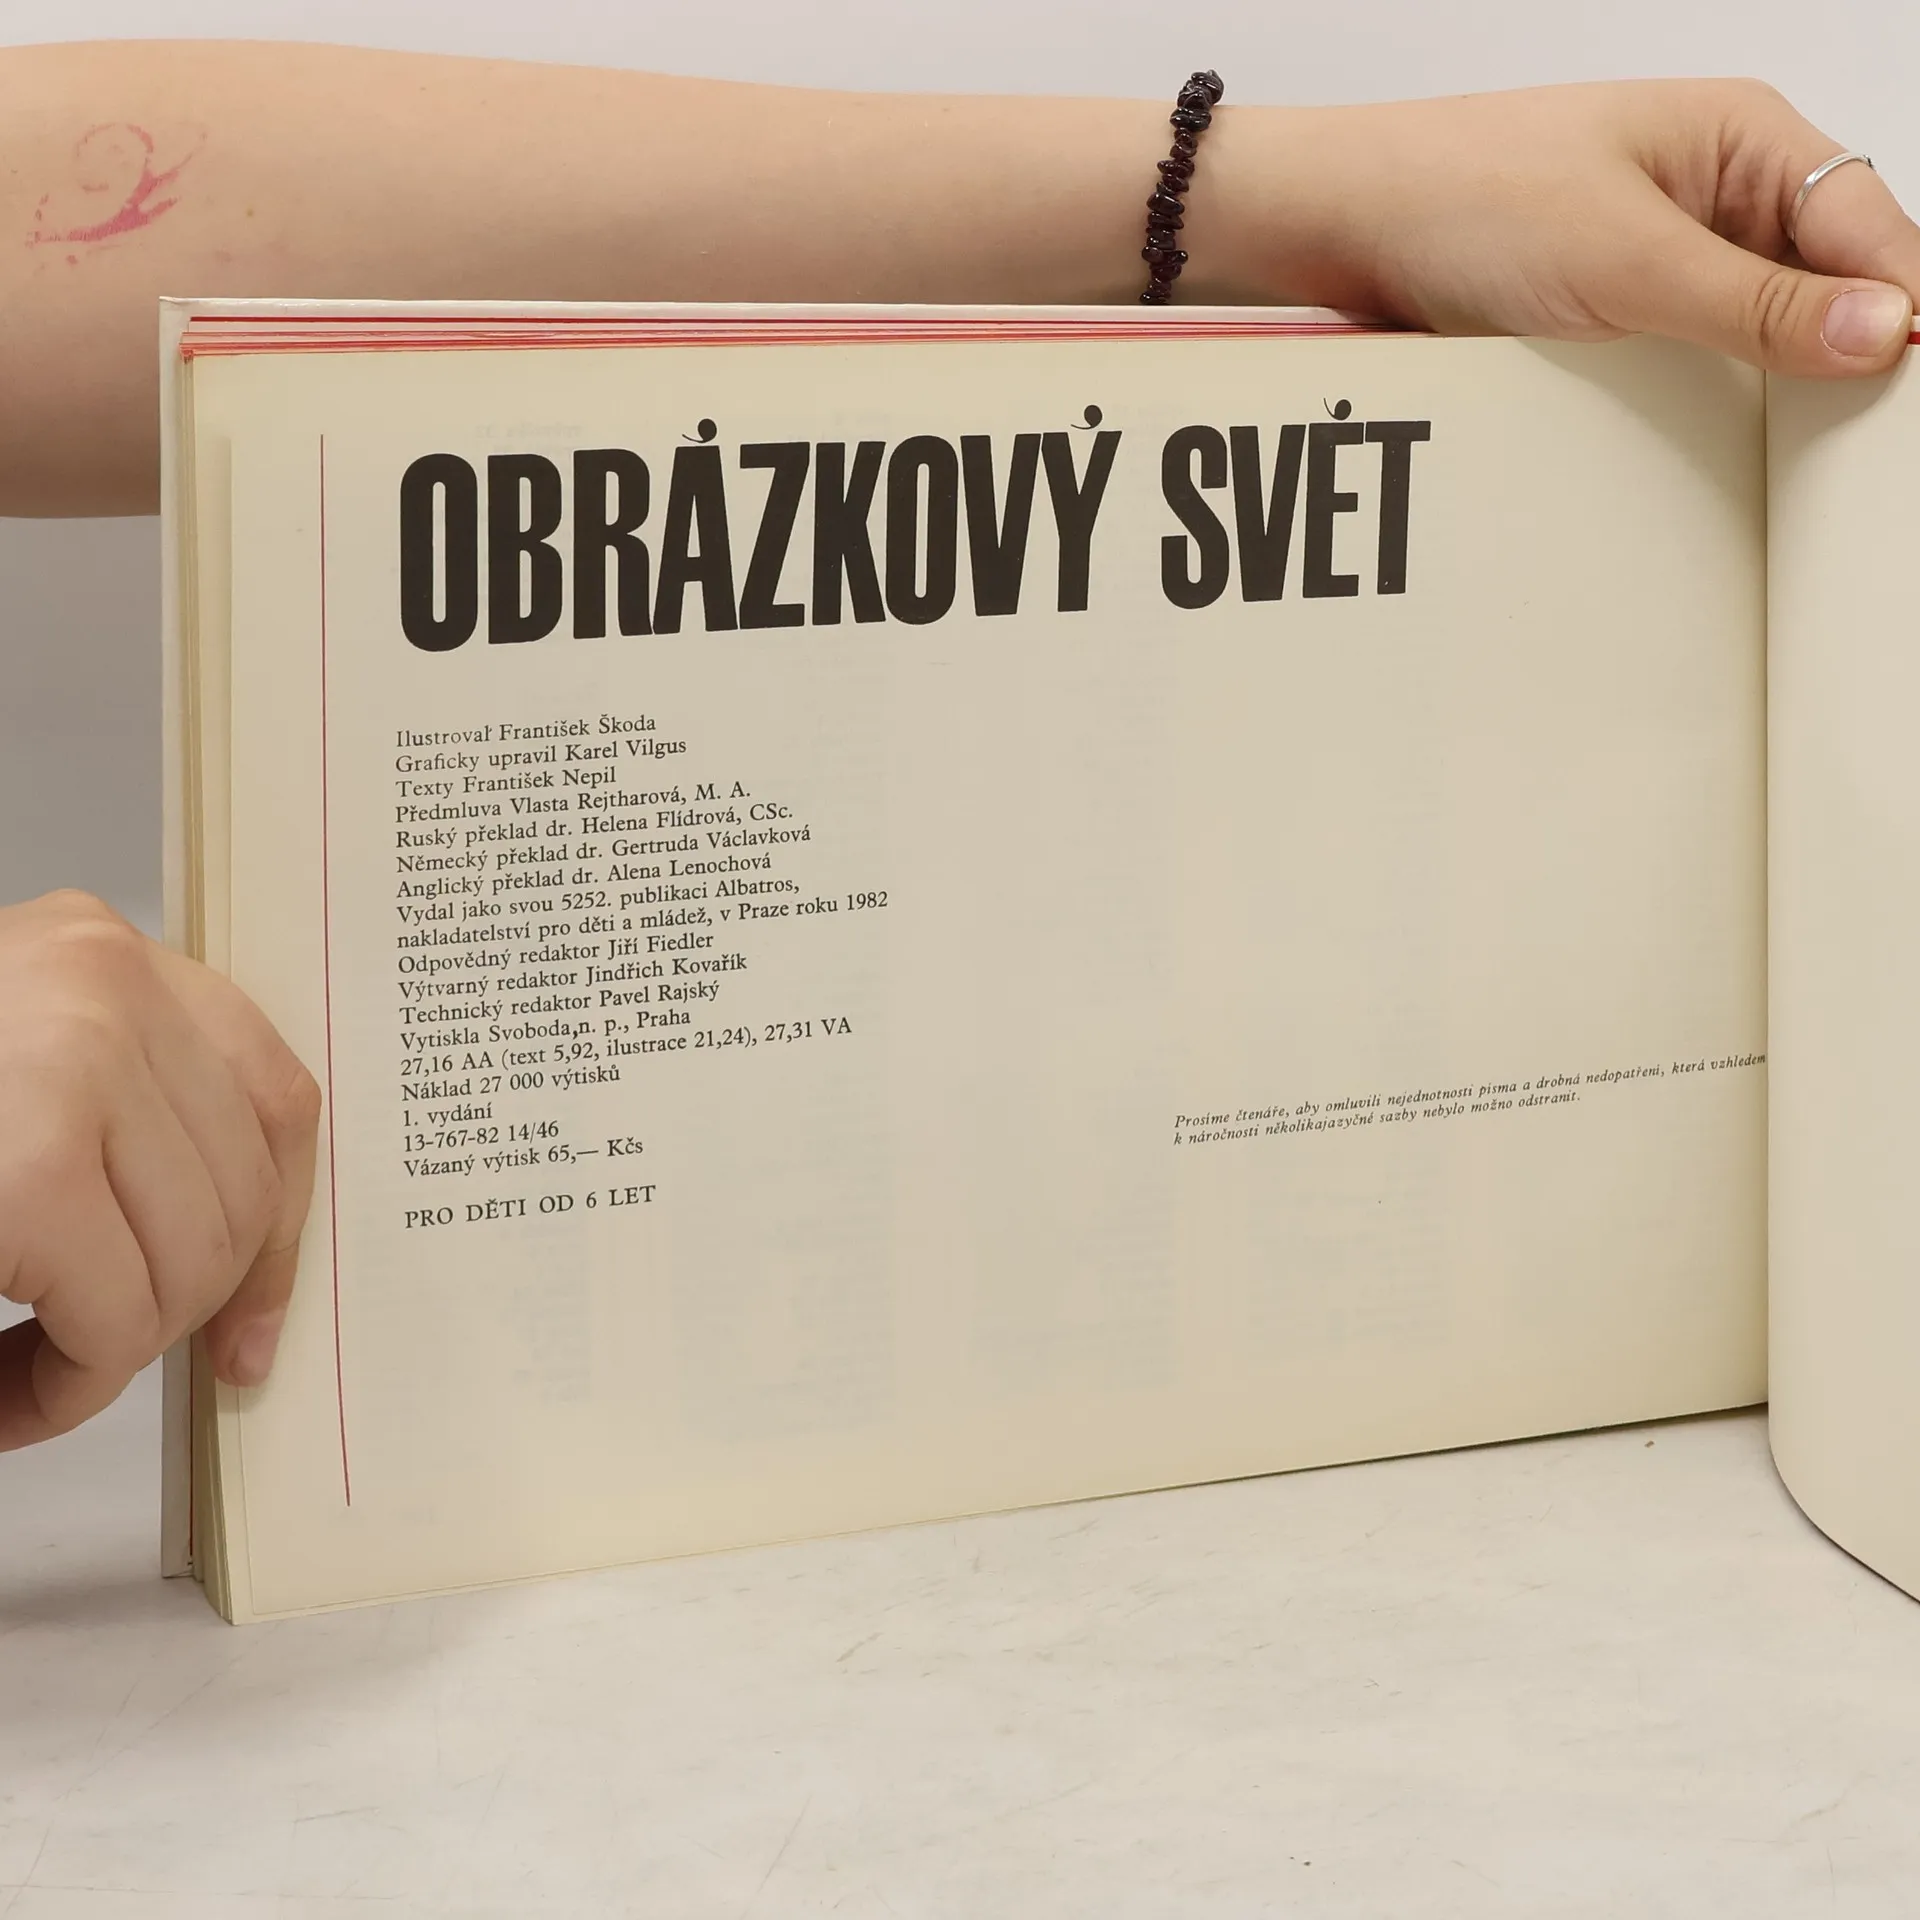 OBRÁZKOVÝ SVĚT
Ilustroval František Škoda
Graficky upravil Karel Vilgus
Texty František Nepil
Předmluva Vlasta Rejtharová, M. A.
Ruský překlad dr. Helena Flídrová, CSc.
Německý překlad dr. Gertruda Václavková
Anglický překlad dr. Alena Lenochová
Vydal jako svou 5252. publikaci Albatros,
nakladatelství pro děti a mládež, v Praze roku 1982
Odpovědný redaktor Jiří Fiedler
Výtvarný redaktor Jindřich Kovařík
Technický redaktor Pavel Rajský
Vytiskla Svoboda,n. p., Praha
27,16 AA (text 5,92, ilustrace 21,24), 27,31 VA
Náklad 27 000 výtisků
1. vydání
13-767-82 14/46
Vázaný výtisk 65,— Kčs
PRO DĚTI OD 6 LET
Prosíme čtenáře, aby omluvili nejednotnosti písma a drobná nedopatření, která vzhledem
k náročnosti několikajazyčné sazby nebylo možno odstranit.